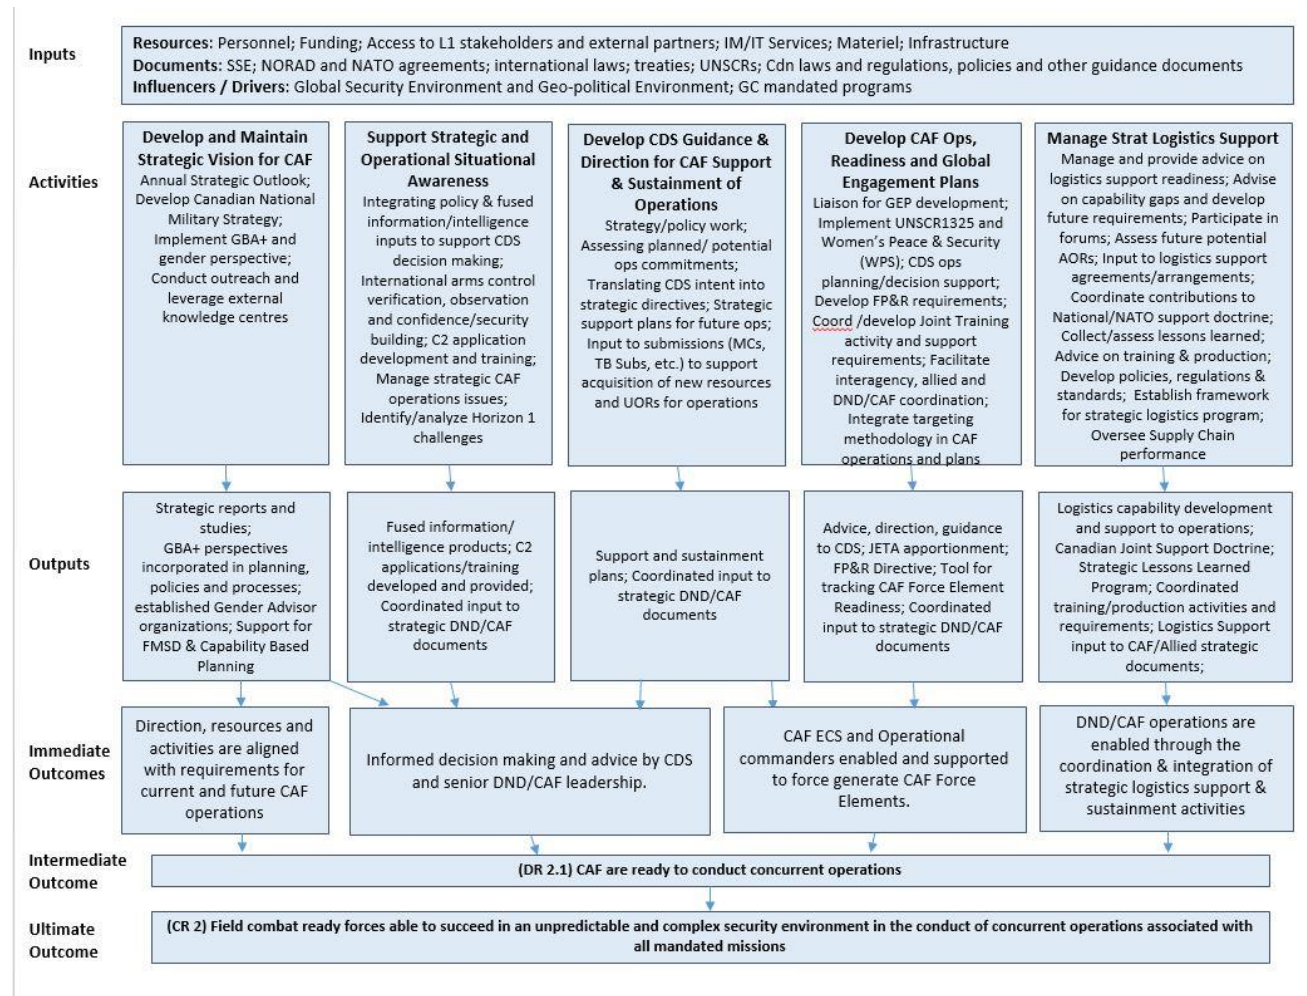 Inputs
Resources: Personnel; Funding; Access to L1 stakeholders and external partners; IM/IT Services; Materiel; Infrastructure
Documents: SSE; NORAD and NATO agreements; international laws; treaties; UNSCRs; Cdn laws and regulations, policies and other guidance documents
Influencers / Drivers: Global Security Environment and Geo-political Environment; GC mandated programs
Activities
Develop and Maintain
Strategic Vision for CAF
Annual Strategic Outlook;
Develop Canadian National
Military Strategy;
Implement GBA+ and
gender perspective;
Conduct outreach and
leverage external
knowledge centres
Support Strategic and
Operational Situational
Awareness
Integrating policy & fused
information/intelligence
inputs to support CDS
decision making;
International arms control
verification, observation
and confidence/security
building; C2 application
development and training;
Manage strategic CAF
operations issues;
Identify/analyze Horizon 1
challenges
Develop CDS Guidance &
Direction for CAF Support
& Sustainment of
Operations
Strategy/policy work;
Assessing planned/ potential
ops commitments;
Translating CDS intent into
strategic directives; Strategic
support plans for future ops;
Input to submissions (MCs,
TB Subs, etc.) to support
acquisition of new resources
and UORs for operations
Develop CAF Ops,
Readiness and Global
Engagement Plans
Liaison for GEP development;
Implement UNSCR1325 and
Women's Peace & Security
(WPS); CDS ops
planning/decision support;
Develop FP&R requirements;
Coord /develop Joint Training
activity and support
requirements; Facilitate
interagency, allied and
DND/CAF coordination;
Integrate targeting
methodology in CAF
operations and plans
Manage Strat Logistics Support
Manage and provide advice on
logistics support readiness; Advise
on capability gaps and develop
future requirements; Participate in
forums; Assess future potential
AORs; Input to logistics support
agreements/arrangements;
Coordinate contributions to
National/NATO support doctrine;
Collect/assess lessons learned;
Advice on training & production;
Develop policies, regulations &
standards; Establish framework
for strategic logistics program;
Oversee Supply Chain
performance
Outputs
Strategic reports and
studies;
GBA+ perspectives
incorporated in planning,
policies and processes;
established Gender Advisor
organizations; Support for
FMSD & Capability Based
Planning
Fused information/
intelligence products; C2
applications/training
developed and provided;
Coordinated input to
strategic DND/CAF
documents
Support and sustainment
plans; Coordinated input to
strategic DND/CAF
documents
Advice, direction, guidance
to CDS; JETA apportionment;
FP&R Directive; Tool for
tracking CAF Force Element
Readiness; Coordinated
input to strategic DND/CAF
documents
Logistics capability development
and support to operations;
Canadian Joint Support Doctrine;
Strategic Lessons Learned
Program; Coordinated
training/production activities and
requirements; Logistics Support
input to CAF/Allied strategic
documents;
Immediate
Outcomes
Direction, resources and
activities are aligned
with requirements for
current and future CAF
operations
Informed decision making and advice by CDS
and senior DND/CAF leadership.
CAF ECS and Operational
commanders enabled and supported
to force generate CAF Force
Elements.
DND/CAF operations are
enabled through the
coordination & integration of
strategic logistics support &
sustainment activities
Intermediate
Outcome
(DR 2.1) CAF are ready to conduct concurrent operations
Ultimate
Outcome
(CR 2) Field combat ready forces able to succeed in an unpredictable and complex security environment in the conduct of concurrent operations associated with
all mandated missions